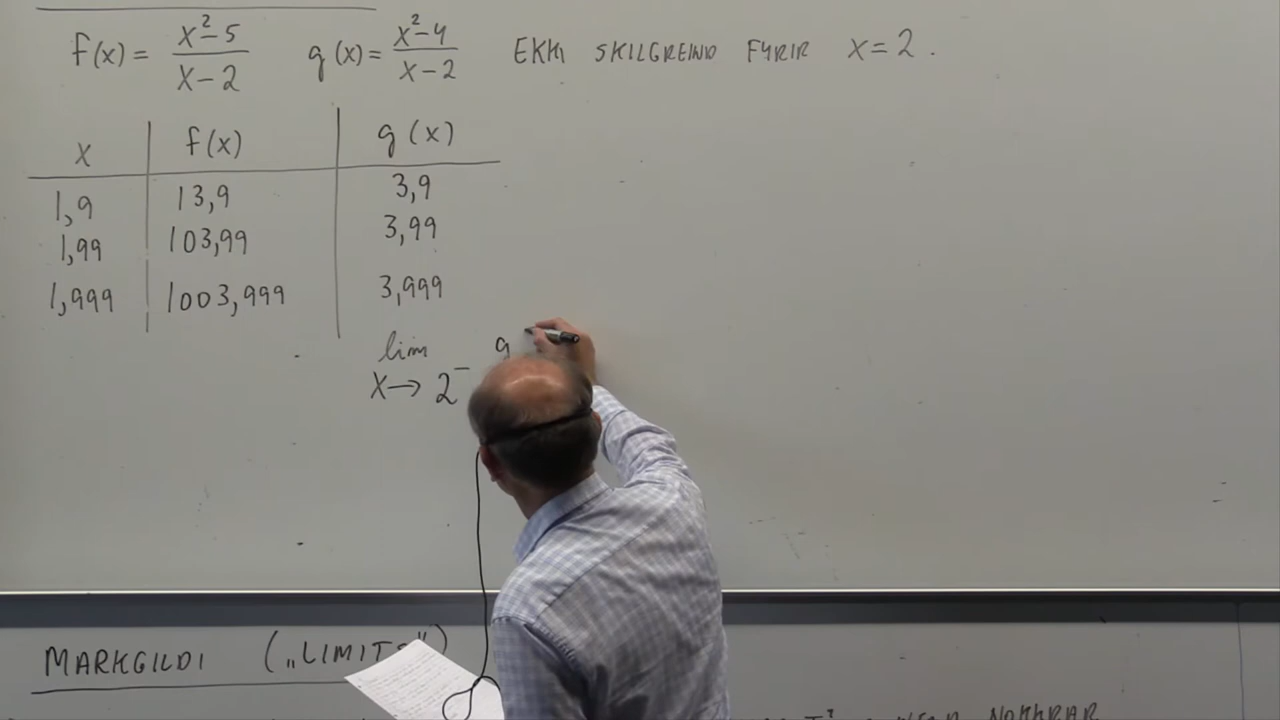 f(x) = x²-5 / x-2   g(x) = x²-4 / x-2   EKKI SKILGREIND FYRIR x=2.
x f(x) g(x)
1,9 13,9 3,9
1,99 103,99 3,99
1,999 1003,999 3,999
lim g
x→2⁻
MARKGILDI („LIMITS")
NOKKRAR